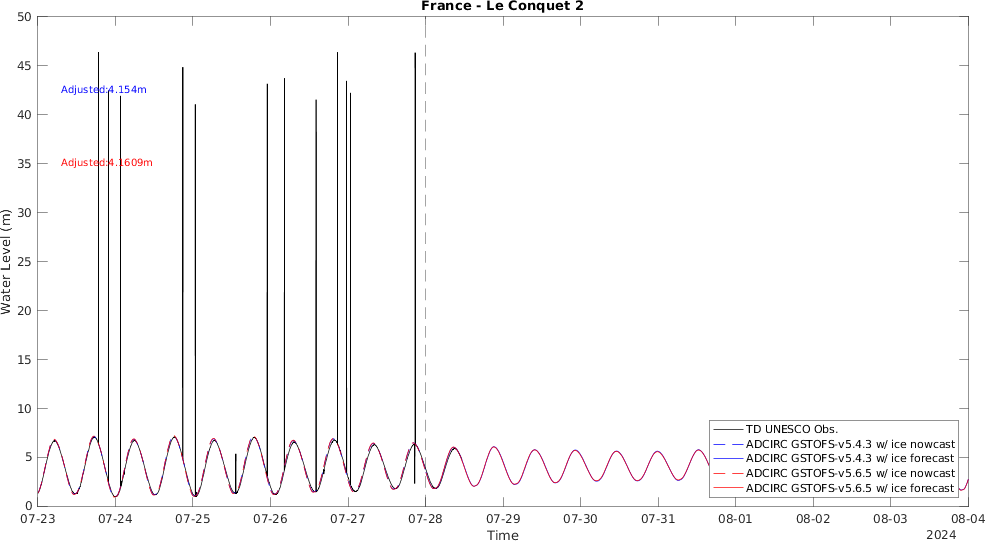 France - Le Conquet 2
50
45
40
35
30
25
20
15
10
5
0
Water Level (m)
Adjusted:4.154m
Adjusted:4.1609m
TD UNESCO Obs.
ADCIRC GSTOFS-v5.4.3 w/ ice nowcast
ADCIRC GSTOFS-v5.4.3 w/ ice forecast
ADCIRC GSTOFS-v5.6.5 w/ ice nowcast
ADCIRC GSTOFS-v5.6.5 w/ ice forecast
07-23 07-24 07-25 07-26 07-27 07-28 07-29 07-30 07-31 08-01 08-02 08-03 08-04
Time
2024